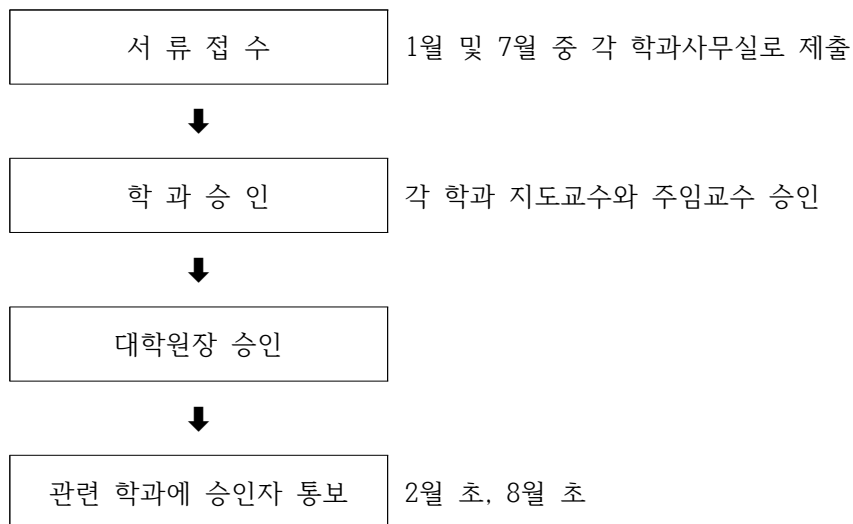 서 류 접 수 1월 및 7월 중 각 학과사무실로 제출
학 과 승 인 각 학과 지도교수와 주임교수 승인
대학원장 승인
관련 학과에 승인자 통보 2월 초, 8월 초